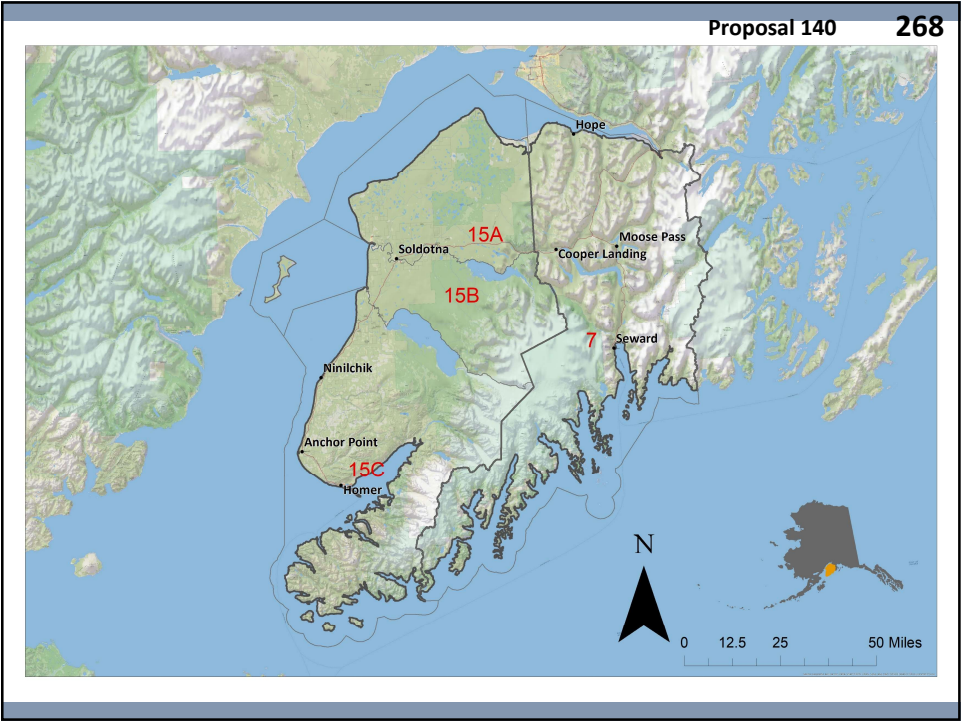 Proposal 140
268
Hope
15A
Moose Pass
Soldotna
Cooper Landing
15B
7
Seward
Ninilchik
Anchor Point
15C
Homer
N
0 12.5 25 50 Miles